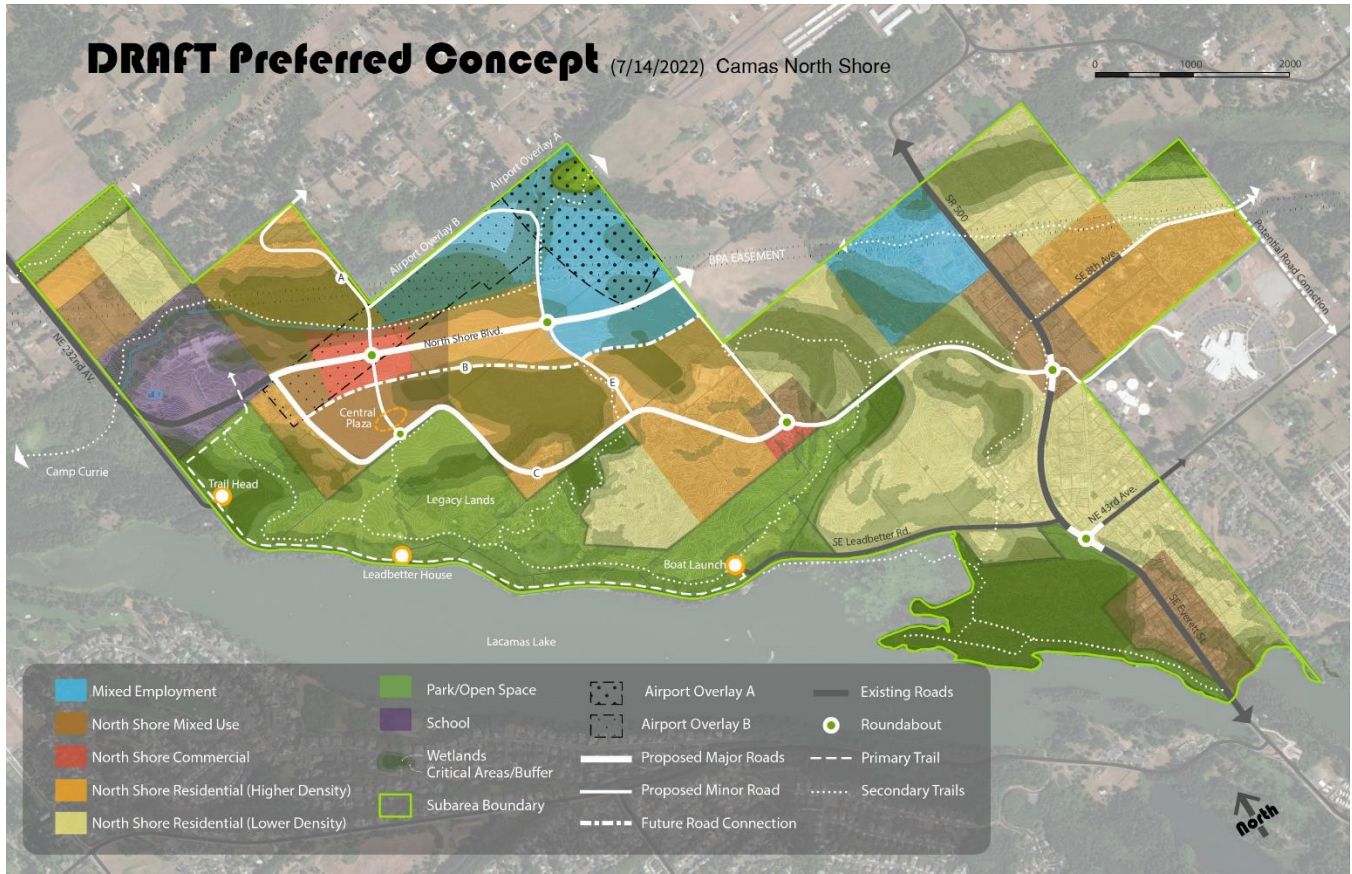 DRAFT Preferred Concept (7/14/2022) Camas North Shore
0 1000 2000
Airport Overlay A
Airport Overlay B
SR 500
BPA EASEMENT
SE 8th Ave.
Potential Road Connction
A
North Shore Blvd.
B
E
C
NE 232nd AV.
Central
Plaza
Camp Currie
Trail Head
Legacy Lands
Leadbetter House
Boat Launch
SE Leadbetter Rd.
NE 43rd Ave.
SE Everett St.
Lacamas Lake
Mixed Employment
North Shore Mixed Use
North Shore Commercial
North Shore Residential (Higher Density)
North Shore Residential (Lower Density)
Park/Open Space
School
Wetlands
Critical Areas/Buffer
Subarea Boundary
Airport Overlay A
Airport Overlay B
Proposed Major Roads
Proposed Minor Road
Future Road Connection
Existing Roads
Roundabout
Primary Trail
Secondary Trails
North